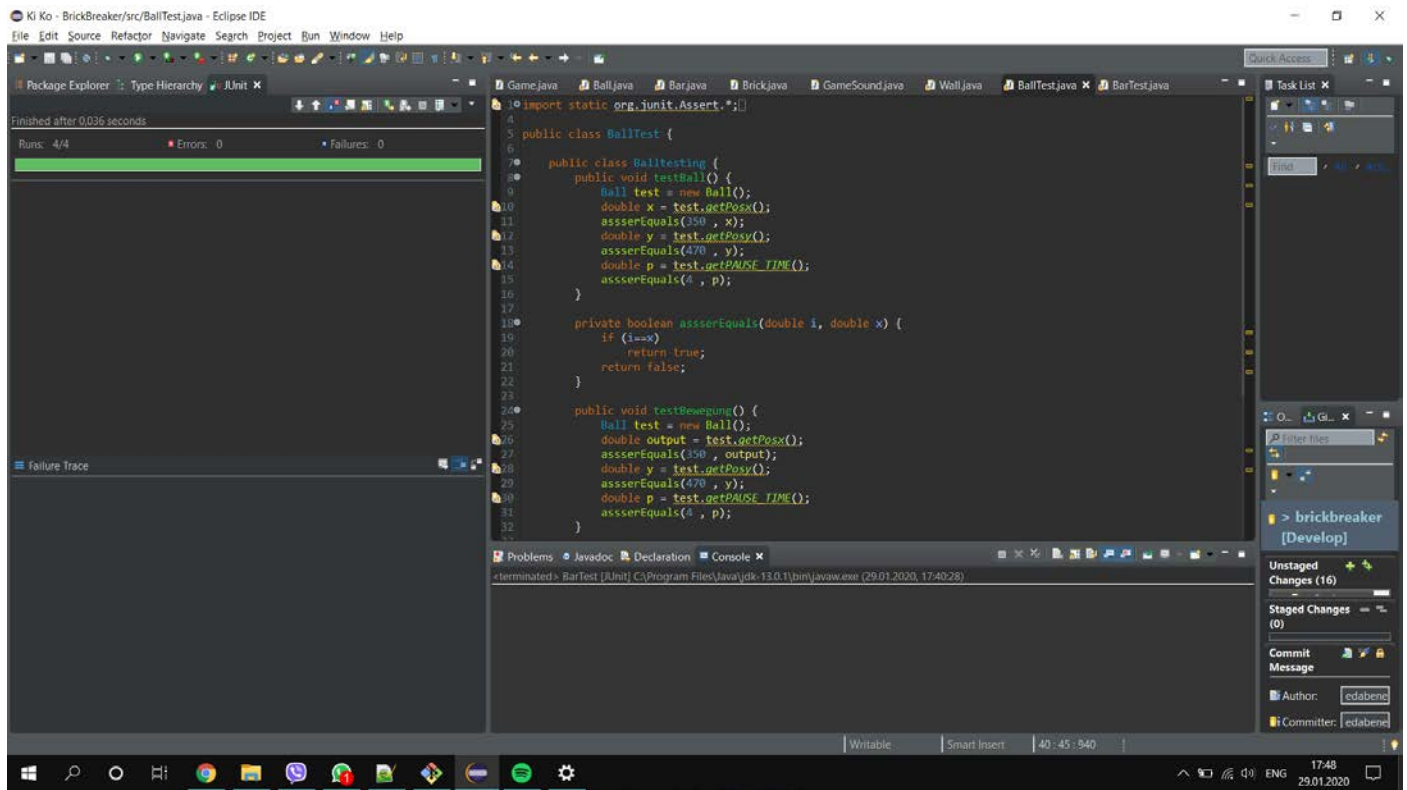 Ki Ko - BrickBreaker/src/BallTest.java - Eclipse IDE
File Edit Source Refactor Navigate Search Project Run Window Help
Quick Access
Package Explorer Type Hierarchy JUnit
Finished after 0,036 seconds
Runs: 4/4 Errors: 0 Failures: 0
Failure Trace
Game.java Ball.java Bar.java Brick.java GameSound.java Wall.java BallTest.java BarTest.java
1 import static org.junit.Assert.*;
4
5 public class BallTest {
6
7 public class Balltesting {
8 public void testBall() {
9 Ball test = new Ball();
10 double x = test.getPosx();
11 assserEquals(350 , x);
12 double y = test.getPosy();
13 assserEquals(470 , y);
14 double p = test.getPAUSE_TIME();
15 assserEquals(4 , p);
16 }
17
18 private boolean assserEquals(double i, double x) {
19 if (i==x)
20 return true;
21 return false;
22 }
23
24 public void testBewegung() {
25 Ball test = new Ball();
26 double output = test.getPosx();
27 assserEquals(350 , output);
28 double y = test.getPosy();
29 assserEquals(470 , y);
30 double p = test.getPAUSE_TIME();
31 assserEquals(4 , p);
32 }
Problems Javadoc Declaration Console
<terminated> BarTest [JUnit] C:\Program Files\Java\jdk-13.0.1\bin\javaw.exe (29.01.2020, 17:40:28)
Task List
Find
O... Gi...
Filter files
> brickbreaker
[Develop]
Unstaged
Changes (16)
Staged Changes
(0)
Commit
Message
Author: edabene
Committer: edabene
Writable Smart Insert 40 : 45 : 940
ENG 17:48
29.01.2020